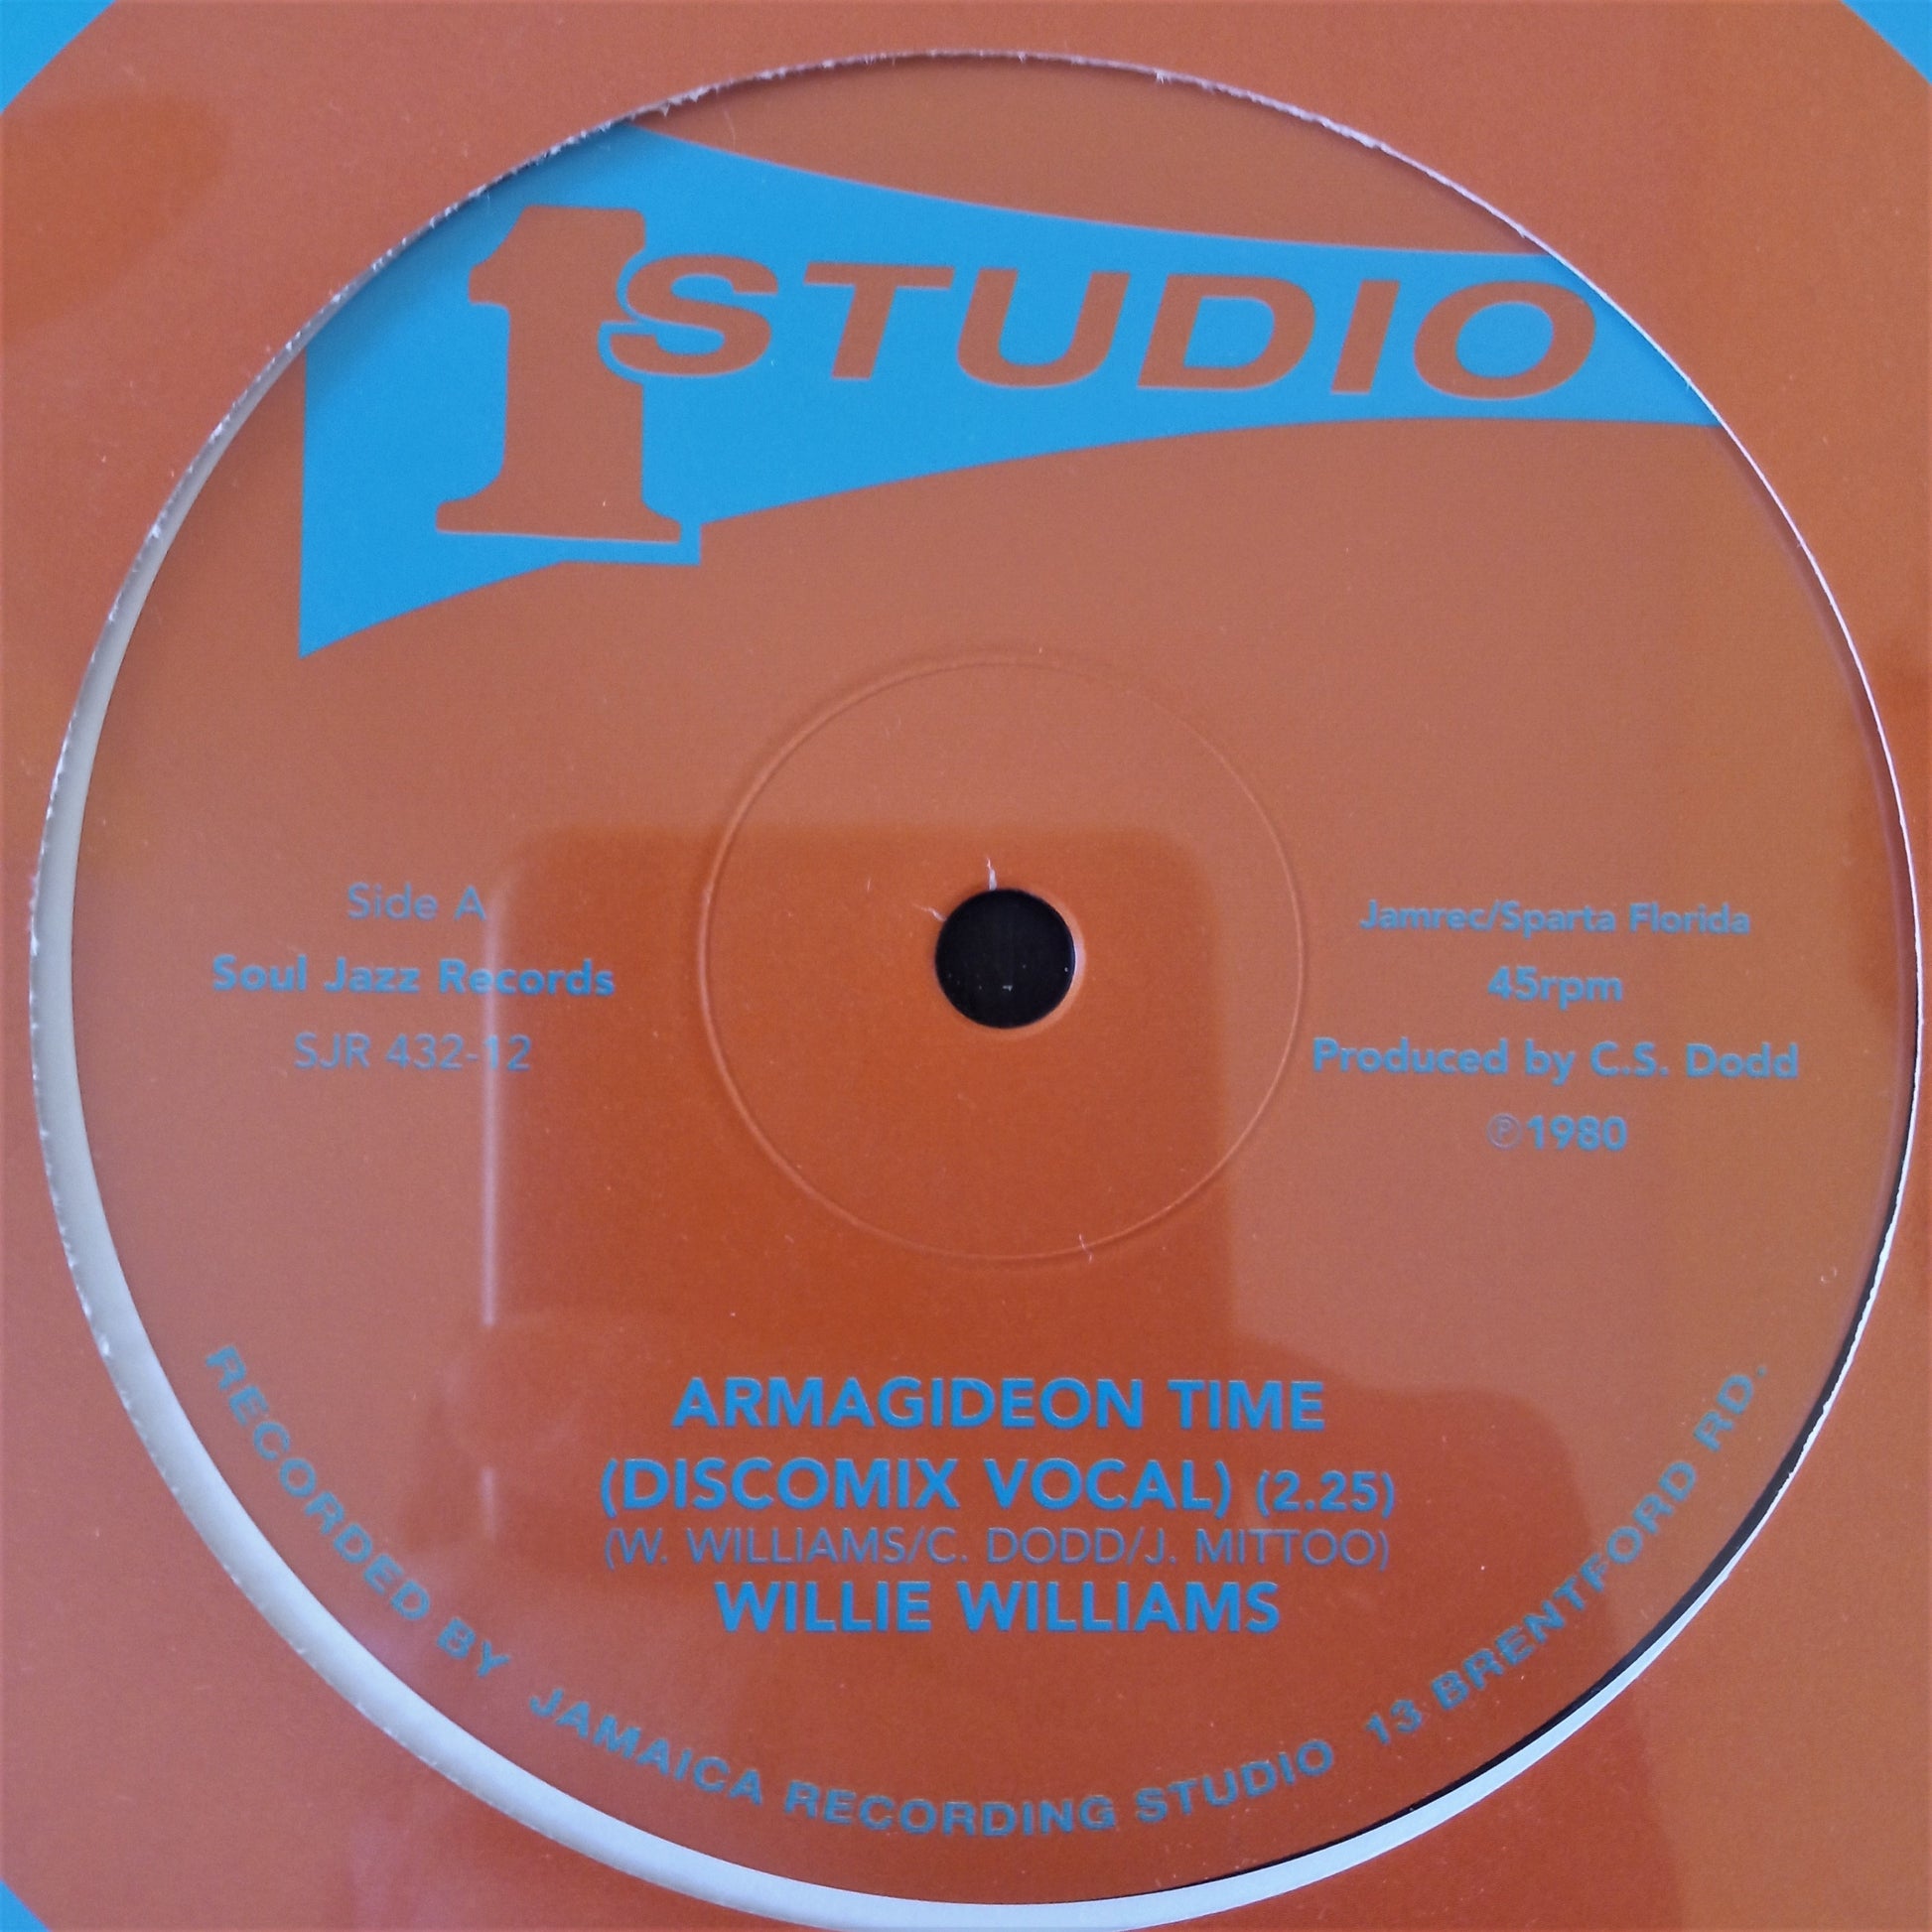 1 STUDIO
Side A
Soul Jazz Records
SJR 432-12
Jamrec/Sparta Florida
45rpm
Produced by C.S. Dodd
℗1980
ARMAGIDEON TIME
(DISCOMIX VOCAL) (2.25)
(W. WILLIAMS/C. DODD/J. MITTOO)
WILLIE WILLIAMS
RECORDED BY JAMAICA RECORDING STUDIO 13 BRENTFORD RD.